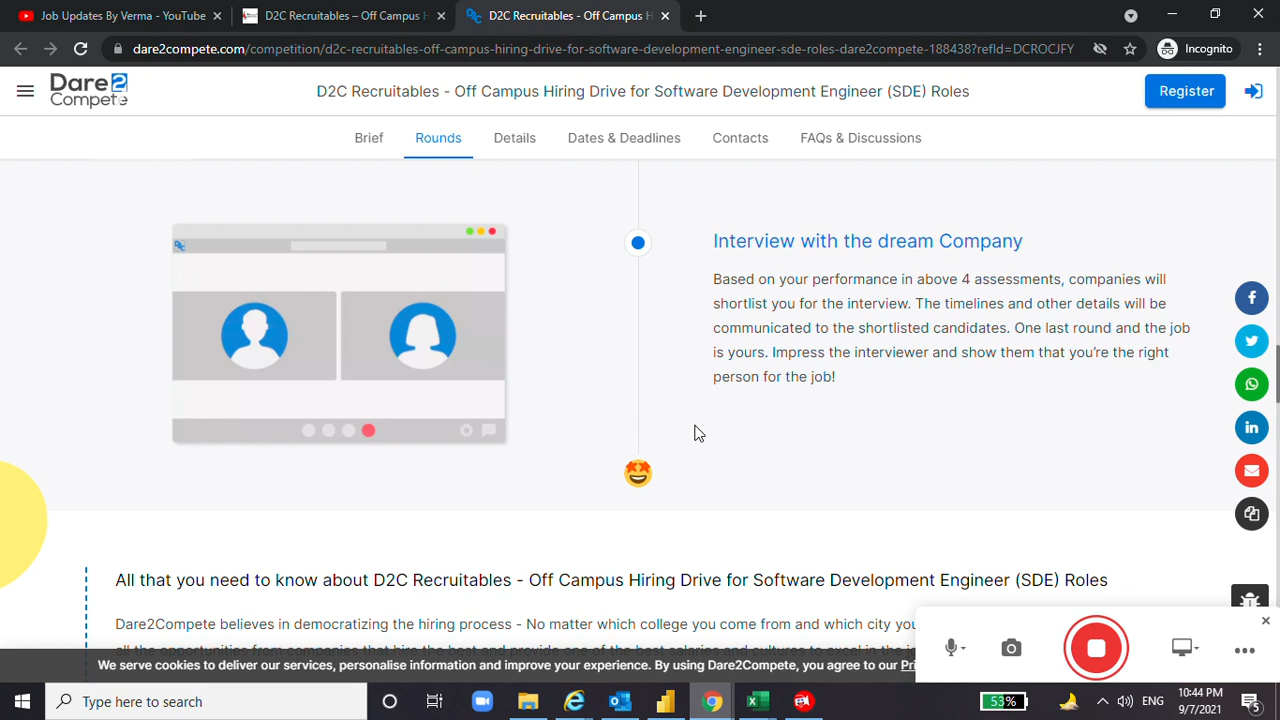 Job Updates By Verma - YouTube
D2C Recruitables – Off Campus H
D2C Recruitables - Off Campus H
dare2compete.com/competition/d2c-recruitables-off-campus-hiring-drive-for-software-development-engineer-sde-roles-dare2compete-188438?refId=DCROCJFY
Incognito
Dare2
Compete
D2C Recruitables - Off Campus Hiring Drive for Software Development Engineer (SDE) Roles
Register
Brief
Rounds
Details
Dates & Deadlines
Contacts
FAQs & Discussions
Interview with the dream Company
Based on your performance in above 4 assessments, companies will
shortlist you for the interview. The timelines and other details will be
communicated to the shortlisted candidates. One last round and the job
is yours. Impress the interviewer and show them that you're the right
person for the job!
All that you need to know about D2C Recruitables - Off Campus Hiring Drive for Software Development Engineer (SDE) Roles
Dare2Compete believes in democratizing the hiring process - No matter which college you come from and which city you
We serve cookies to deliver our services, personalise information and improve your experience. By using Dare2Compete, you agree to our Pri
Type here to search
53%
ENG
10:44 PM
9/7/2021
5